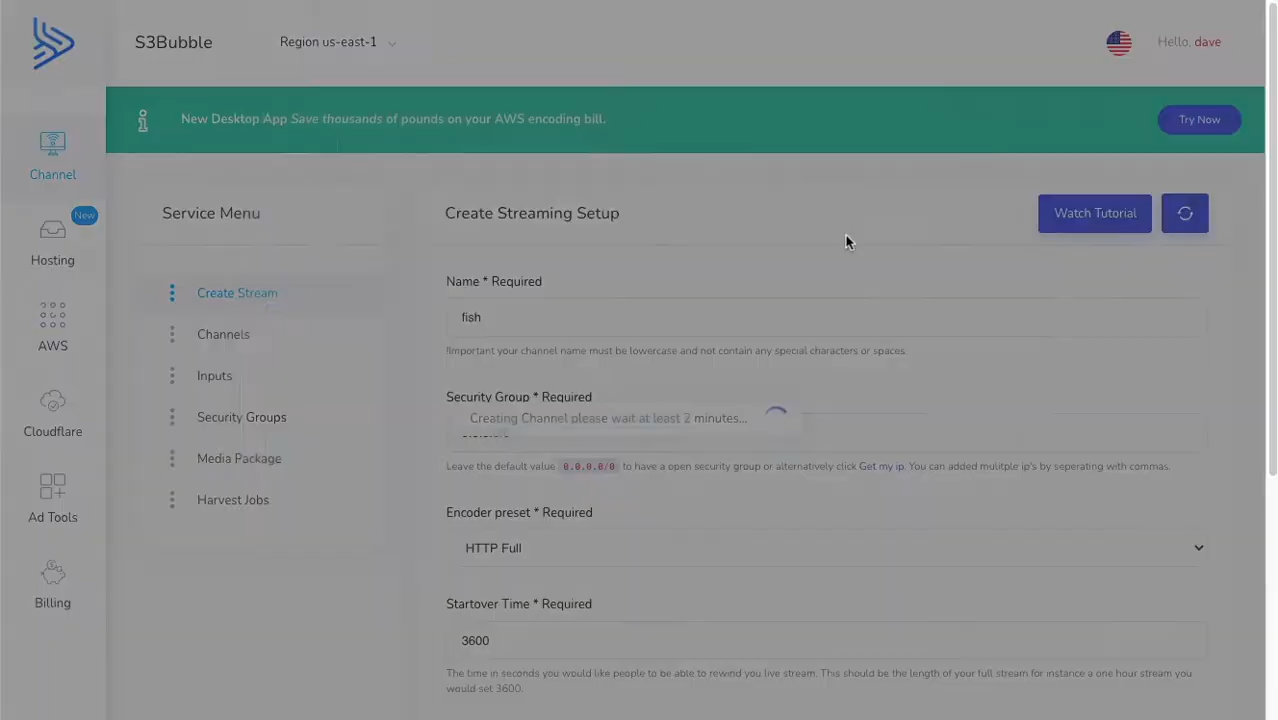 S3Bubble
Region us-east-1
Hello, dave
New Desktop App Save thousands of pounds on your AWS encoding bill.
Try Now
Channel
New
Hosting
AWS
Cloudflare
Ad Tools
Billing
Service Menu
Create Stream
Channels
Inputs
Security Groups
Media Package
Harvest Jobs
Create Streaming Setup
Watch Tutorial
Name * Required
fish
!Important your channel name must be lowercase and not contain any special characters or spaces.
Security Group * Required
Creating Channel please wait at least 2 minutes...
Leave the default value 0.0.0.0/0 to have a open security group or alternatively click Get my ip. You can added mulitple ip's by seperating with commas.
Encoder preset * Required
HTTP Full
Startover Time * Required
3600
The time in seconds you would like people to be able to rewind you live stream. This should be the length of your full stream for instance a one hour stream you
would set 3600.